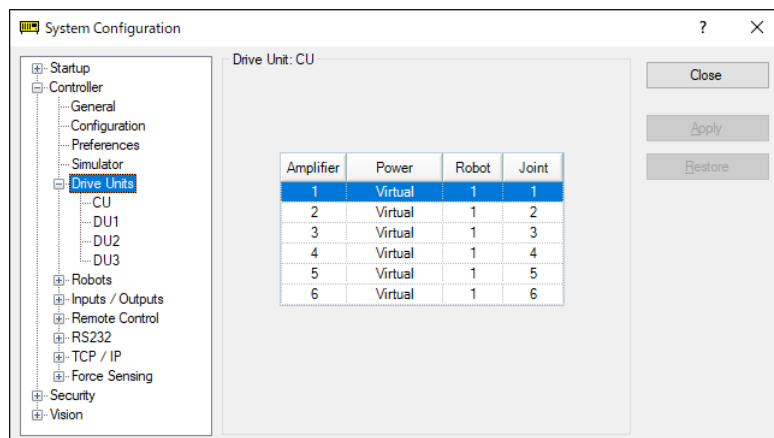 System Configuration
?
Startup
Controller
General
Configuration
Preferences
Simulator
Drive Units
CU
DU1
DU2
DU3
Robots
Inputs / Outputs
Remote Control
RS232
TCP / IP
Force Sensing
Security
Vision
Drive Unit: CU
Amplifier Power Robot Joint
1 Virtual 1 1
2 Virtual 1 2
3 Virtual 1 3
4 Virtual 1 4
5 Virtual 1 5
6 Virtual 1 6
Close
Apply
Restore